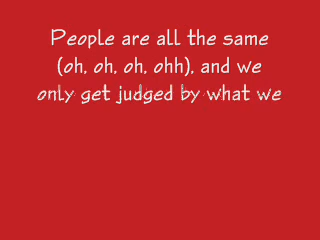 People are all the same
(oh, oh, oh, ohh), and we
only get judged by what we